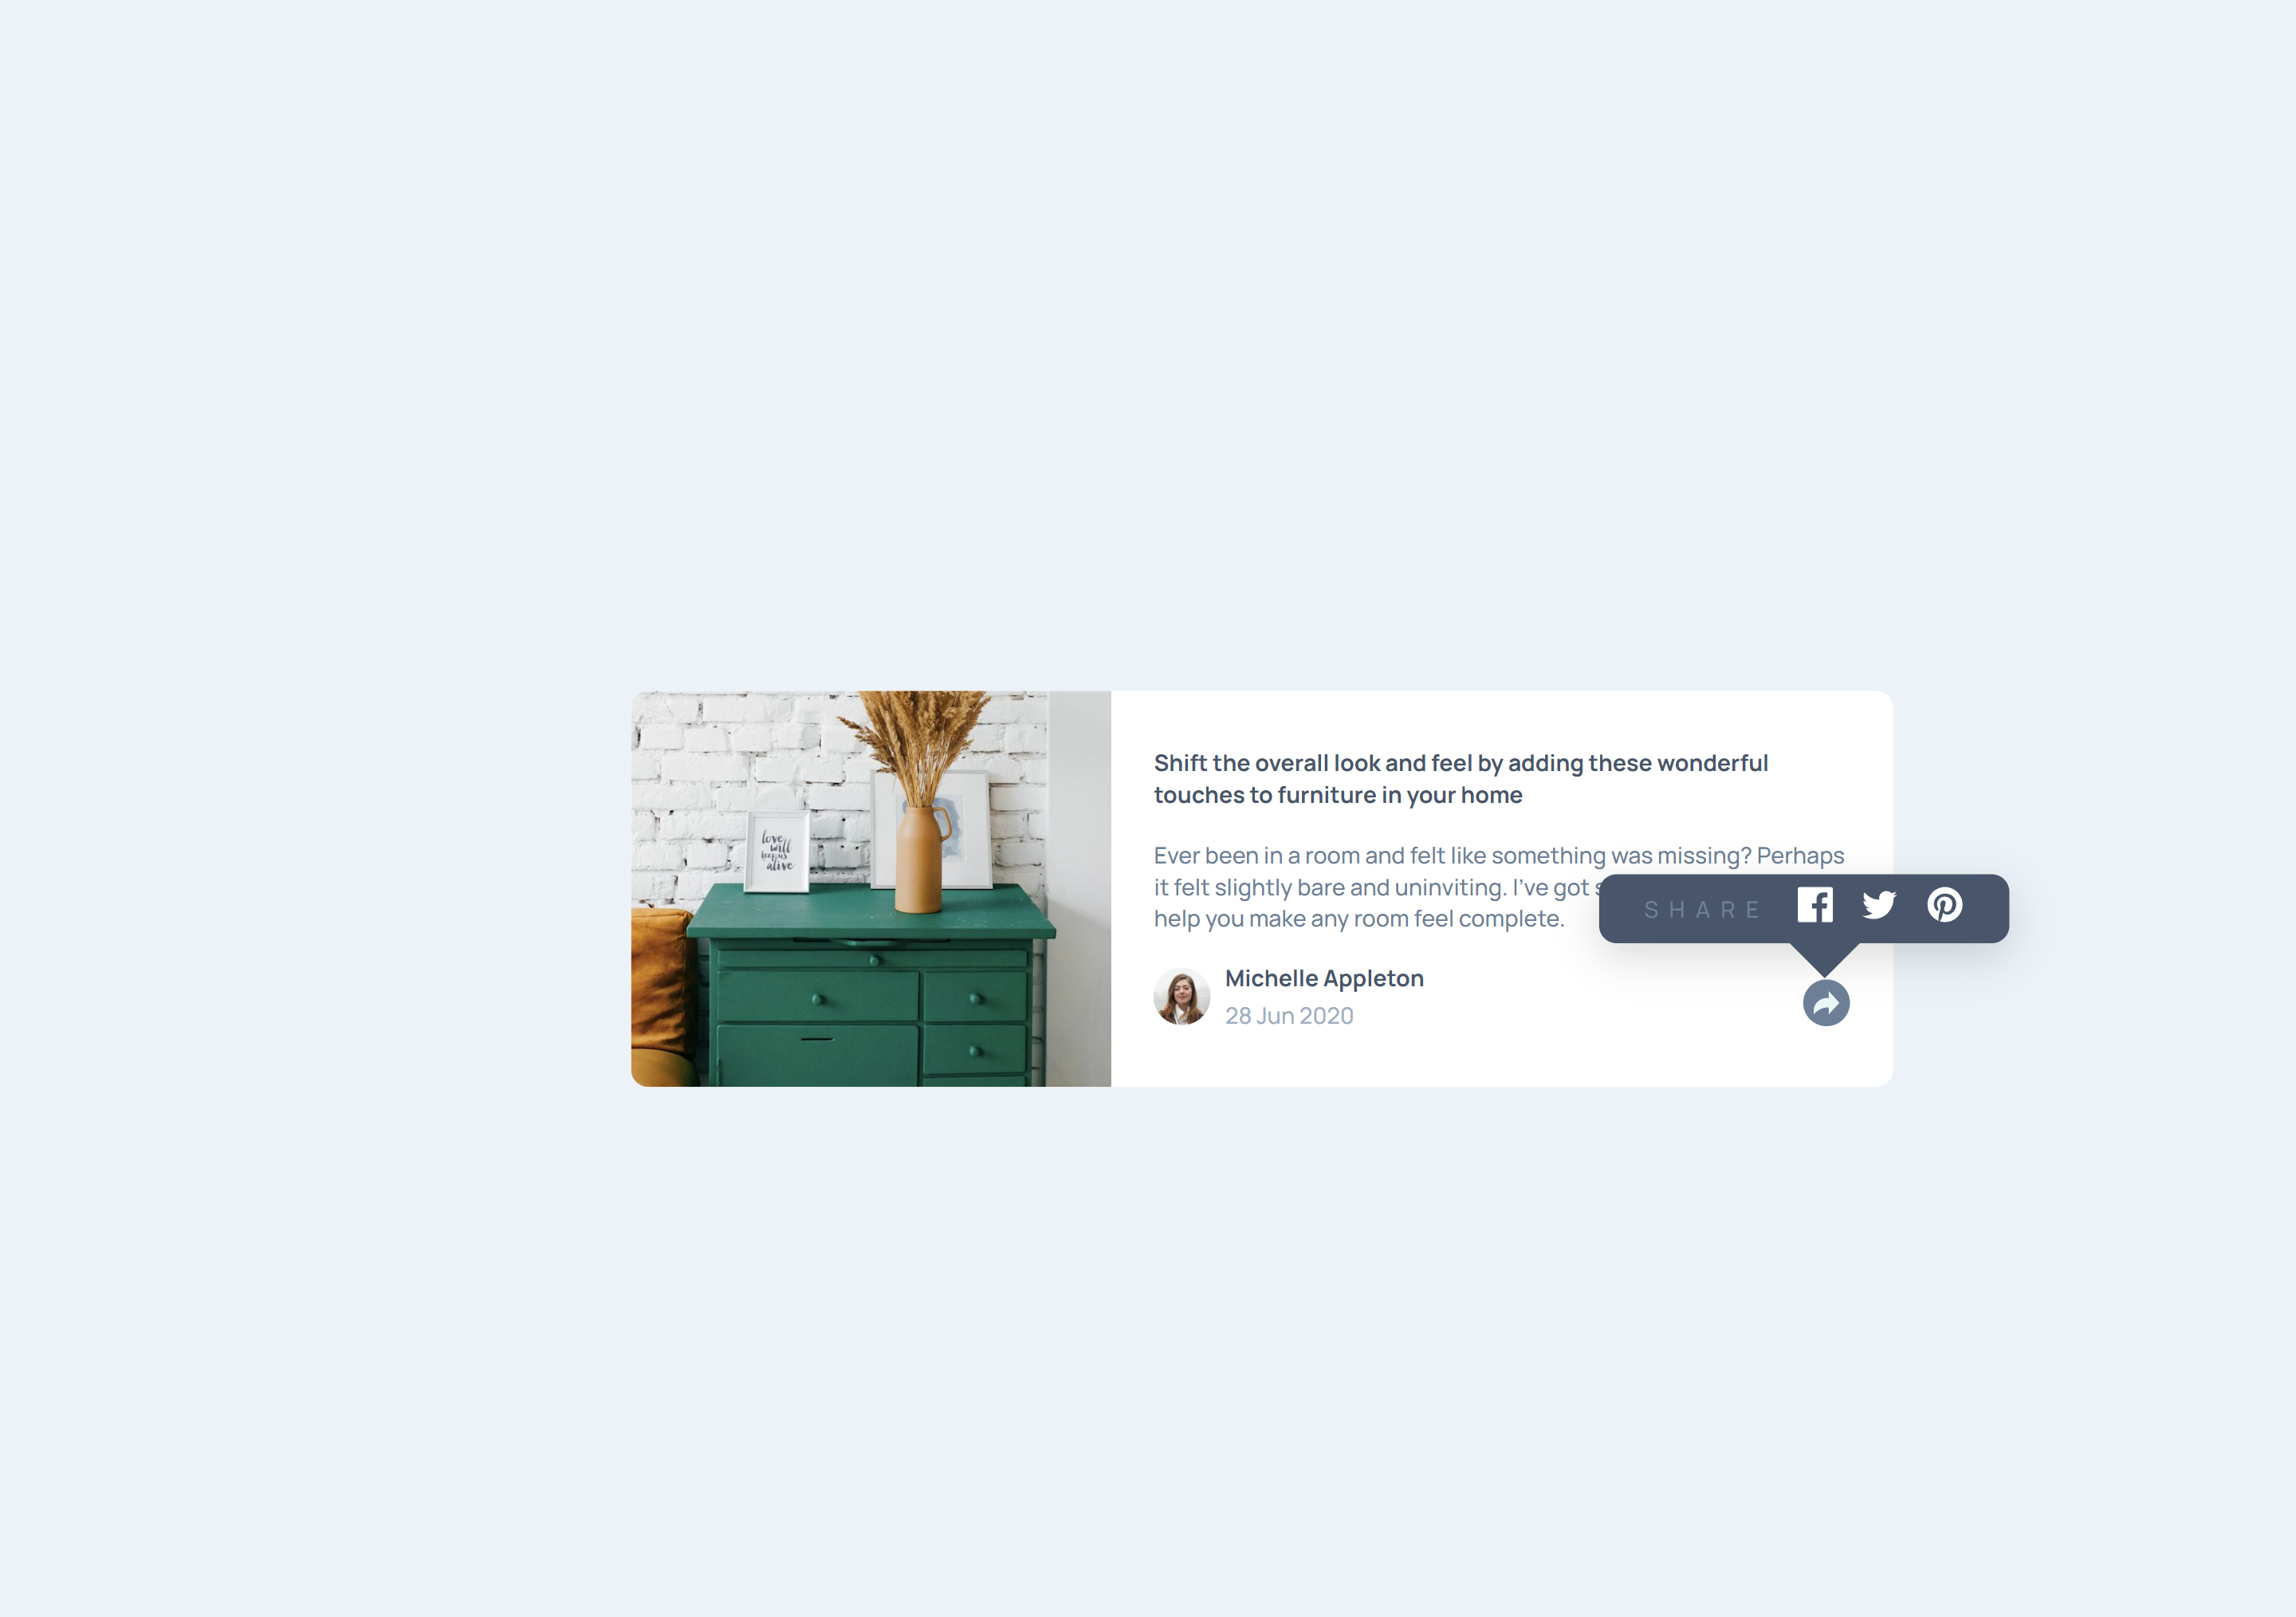 Shift the overall look and feel by adding these wonderful
touches to furniture in your home
Ever been in a room and felt like something was missing? Perhaps
it felt slightly bare and uninviting. I’ve got
help you make any room feel complete.
SHARE
Michelle Appleton
28 Jun 2020
love
will
keep us
alive